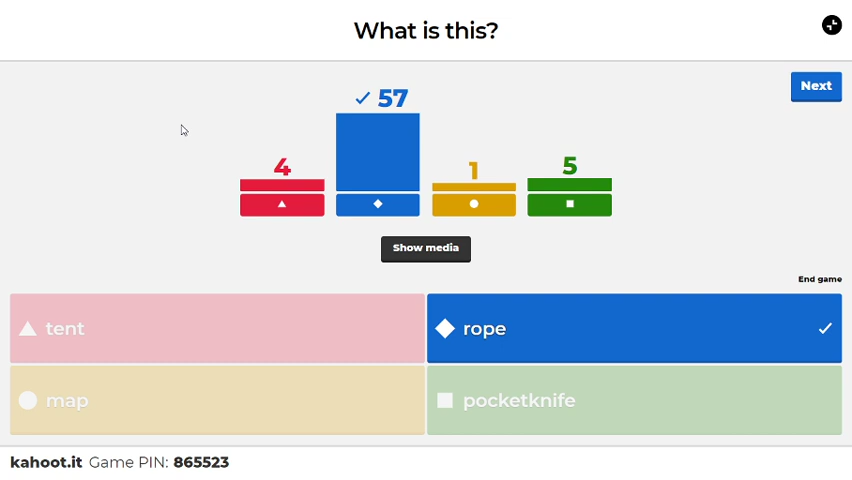 What is this?
Next
4
57
1
5
Show media
End game
tent
rope
map
pocketknife
kahoot.it Game PIN: 865523